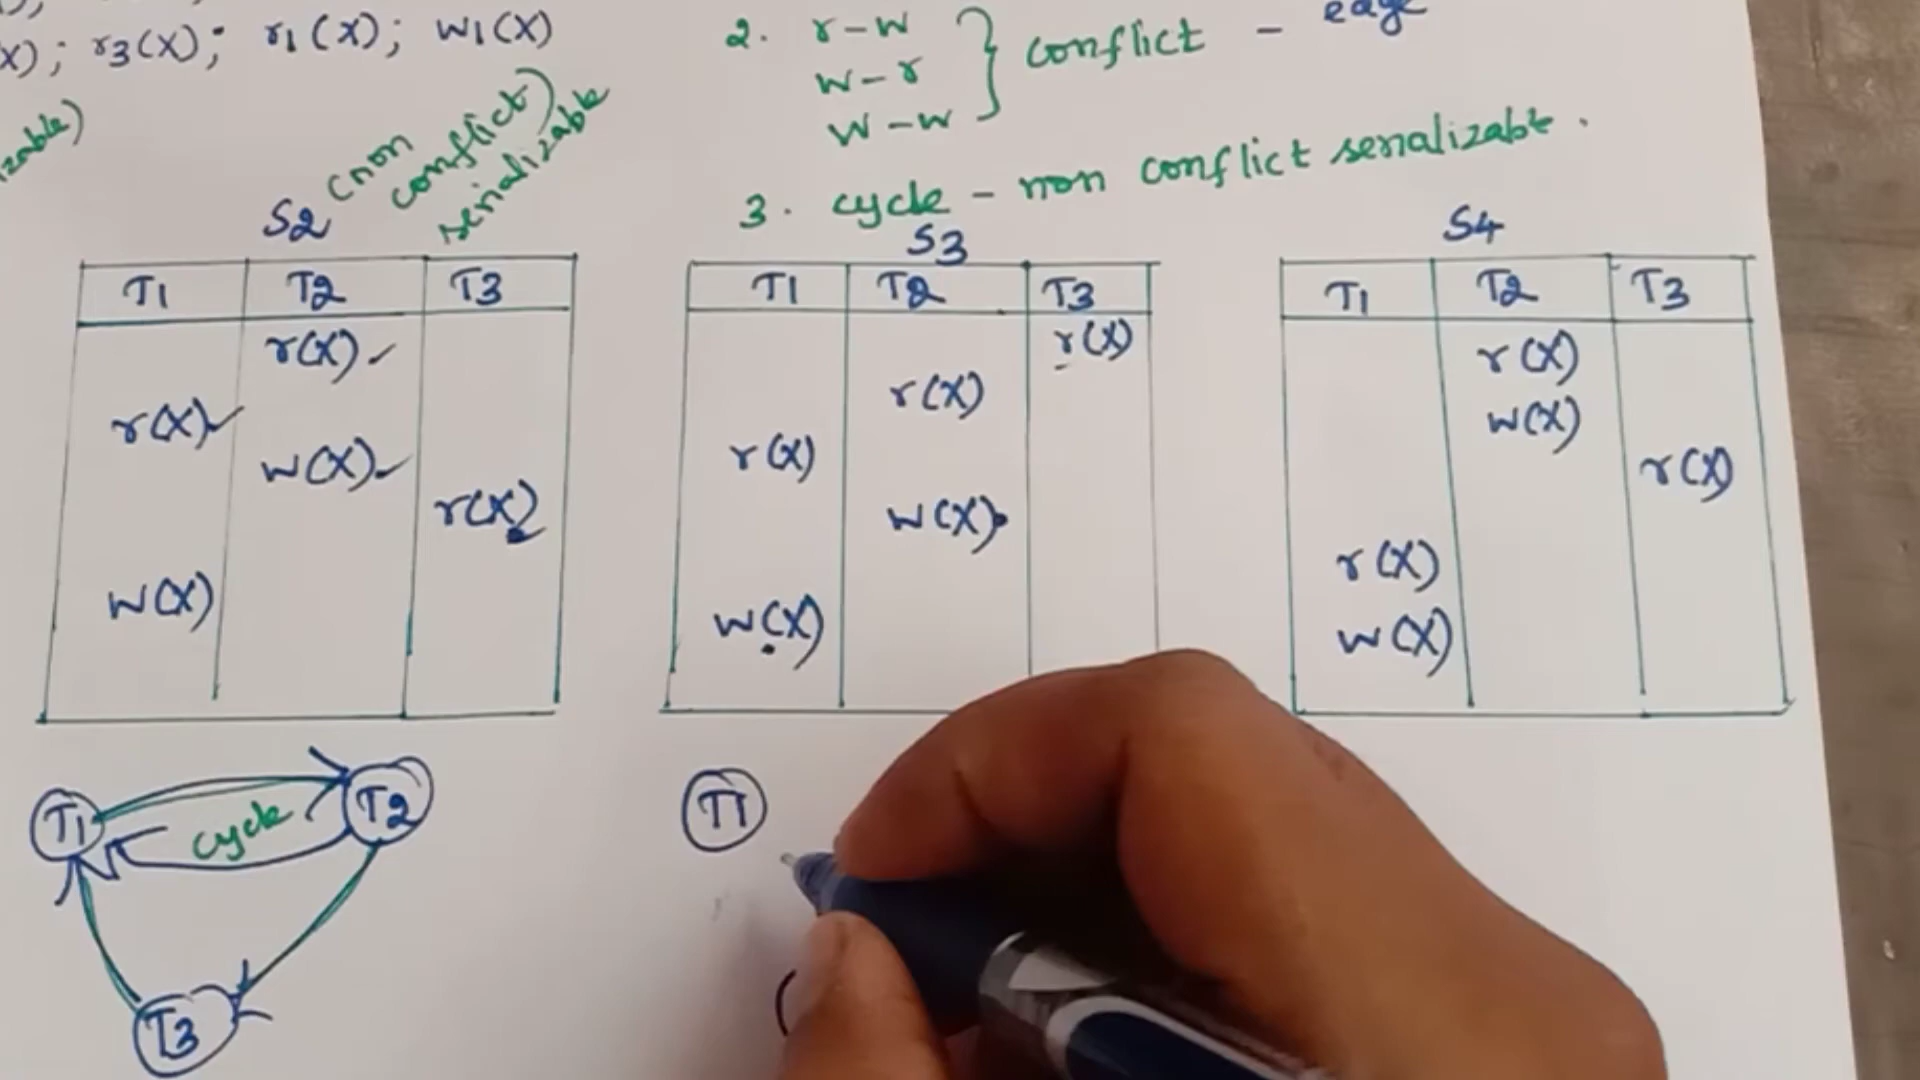 x); r3(x); r1(x); w1(x)
2. r-w
w-r } conflict - edge
w-w
3. cycle - non conflict serializable.
S2 (non conflict) serializable
T1 T2 T3
r(X)
r(X)
w(X)
r(X)
w(X)
T1 cycle T2
T3
S3
T1 T2 T3
r(X)
r(X)
r(X)
w(X)
w(X)
T1
S4
T1 T2 T3
r(X)
w(X)
r(X)
r(X)
w(X)